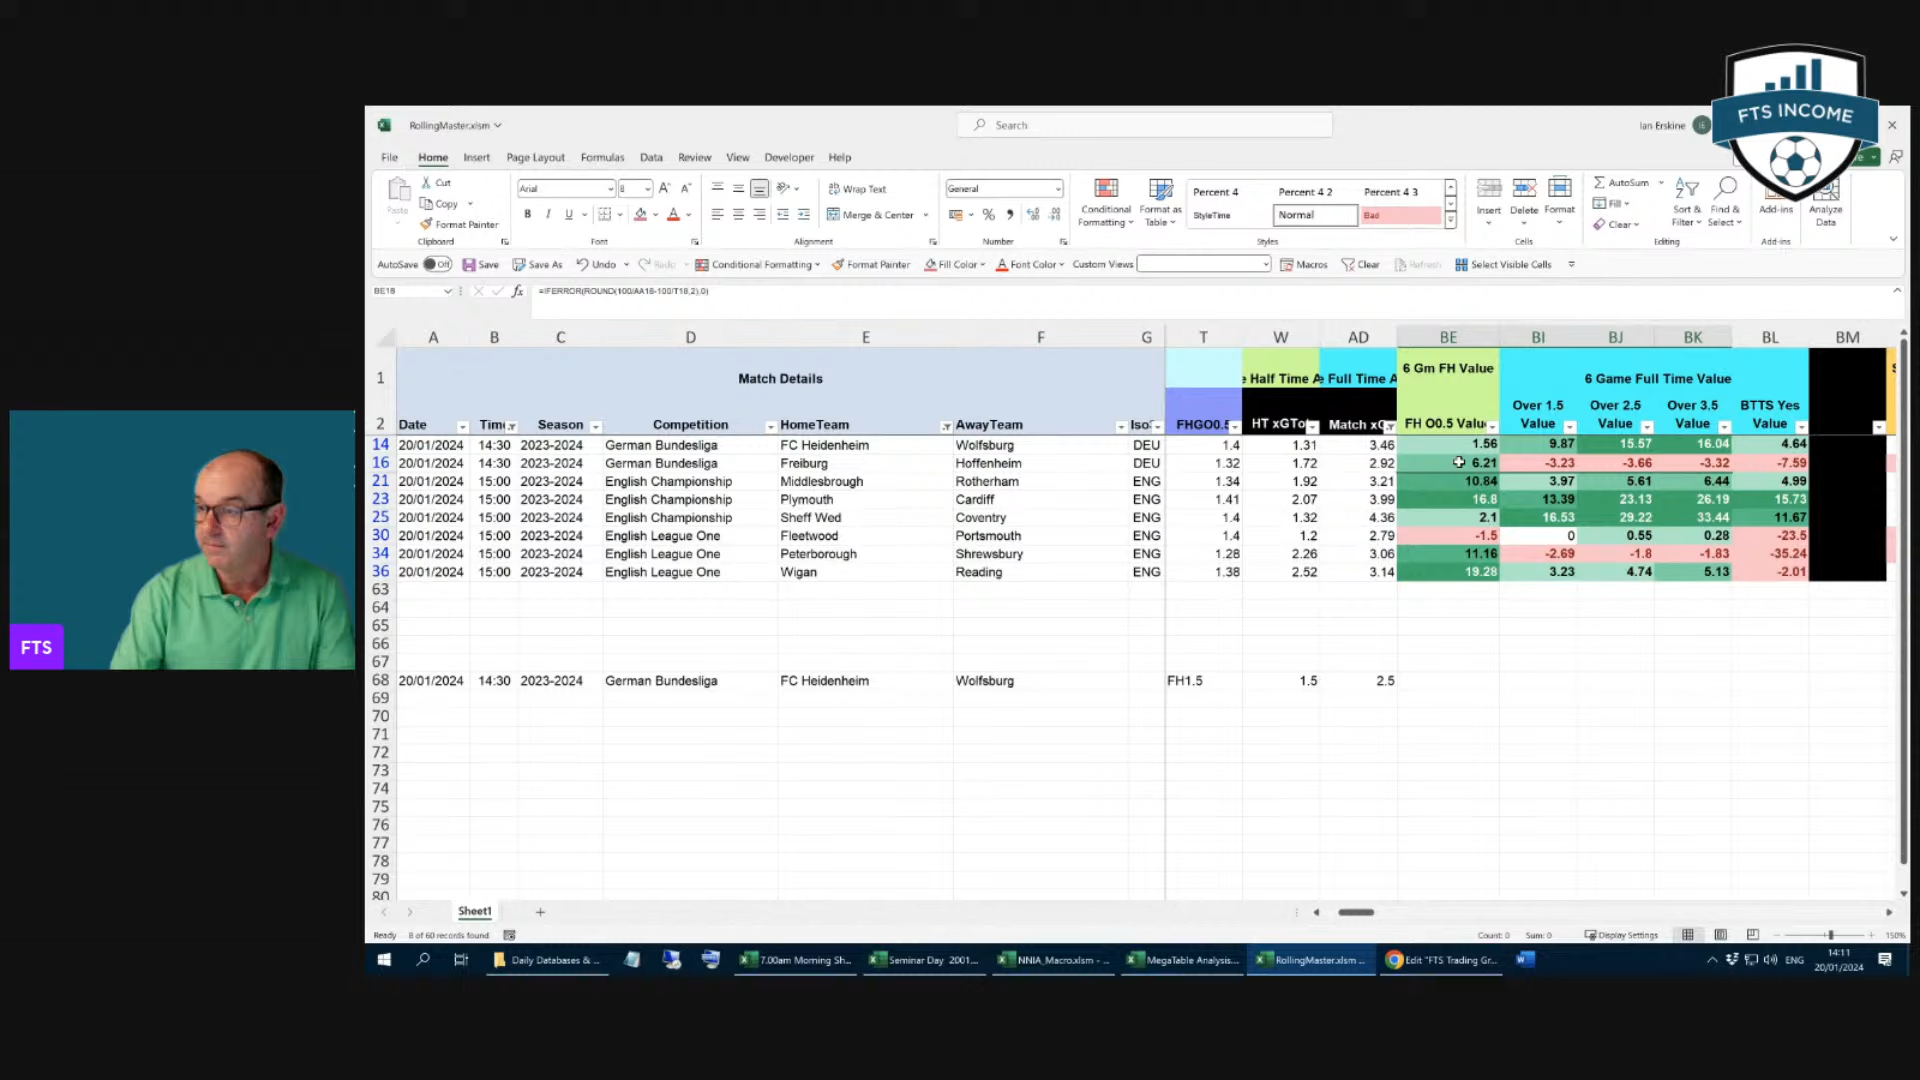 FTS INCOME
RollingMaster.xlsm
Search
Ian Erskine
IE
File Home Insert Page Layout Formulas Data Review View Developer Help
Paste
Cut
Copy
Format Painter
Clipboard
Arial 8
Font
Wrap Text
Merge & Center
Alignment
General
Number
Conditional Formatting
Format as Table
Percent 4 Percent 4 2 Percent 4 3
StyleTime Normal Bad
Styles
Insert Delete Format
Cells
AutoSum
Fill
Clear
Sort & Filter
Find & Select
Editing
Add-ins
Add-ins
Analyze Data
AutoSave Off Save Save As Undo Redo Conditional Formatting Format Painter Fill Color Font Color Custom Views Macros Clear Refresh Select Visible Cells
BE16 =IFERROR(ROUND(100/AA16-100/T16,2),0)
A B C D E F G T W AD BE BI BJ BK BL BM
1 Match Details e Half Time A e Full Time A 6 Gm FH Value 6 Game Full Time Value
2 Date Time Season Competition HomeTeam AwayTeam Iso FHGO0.5 HT xGTo Match xG FH O0.5 Valu Over 1.5 Value Over 2.5 Value Over 3.5 Value BTTS Yes Value
14 20/01/2024 14:30 2023-2024 German Bundesliga FC Heidenheim Wolfsburg DEU 1.4 1.31 3.46 1.56 9.87 15.57 16.04 4.64
16 20/01/2024 14:30 2023-2024 German Bundesliga Freiburg Hoffenheim DEU 1.32 1.72 2.92 6.21 -3.23 -3.66 -3.32 -7.59
21 20/01/2024 15:00 2023-2024 English Championship Middlesbrough Rotherham ENG 1.34 1.92 3.21 10.84 3.97 5.61 6.44 4.99
23 20/01/2024 15:00 2023-2024 English Championship Plymouth Cardiff ENG 1.41 2.07 3.99 16.8 13.39 23.13 26.19 15.73
25 20/01/2024 15:00 2023-2024 English Championship Sheff Wed Coventry ENG 1.4 1.32 4.36 2.1 16.53 29.22 33.44 11.67
30 20/01/2024 15:00 2023-2024 English League One Fleetwood Portsmouth ENG 1.4 1.2 2.79 -1.5 0 0.55 0.28 -23.5
34 20/01/2024 15:00 2023-2024 English League One Peterborough Shrewsbury ENG 1.28 2.26 3.06 11.16 -2.69 -1.8 -1.83 -35.24
36 20/01/2024 15:00 2023-2024 English League One Wigan Reading ENG 1.38 2.52 3.14 19.28 3.23 4.74 5.13 -2.01
63
64
65
66
67
68 20/01/2024 14:30 2023-2024 German Bundesliga FC Heidenheim Wolfsburg FH1.5 1.5 2.5
69
70
71
72
73
74
75
76
77
78
79
80
FTS
Sheet1
Ready 8 of 60 records found Count: 0 Sum: 0 Display Settings 150%
Daily Databases & ... 7.00am Morning Sh... Seminar Day 2001... NNIA_Macro.xlsm - ... MegaTable Analysis... RollingMaster.xlsm ... Edit "FTS Trading Gr... ENG 14:11
20/01/2024